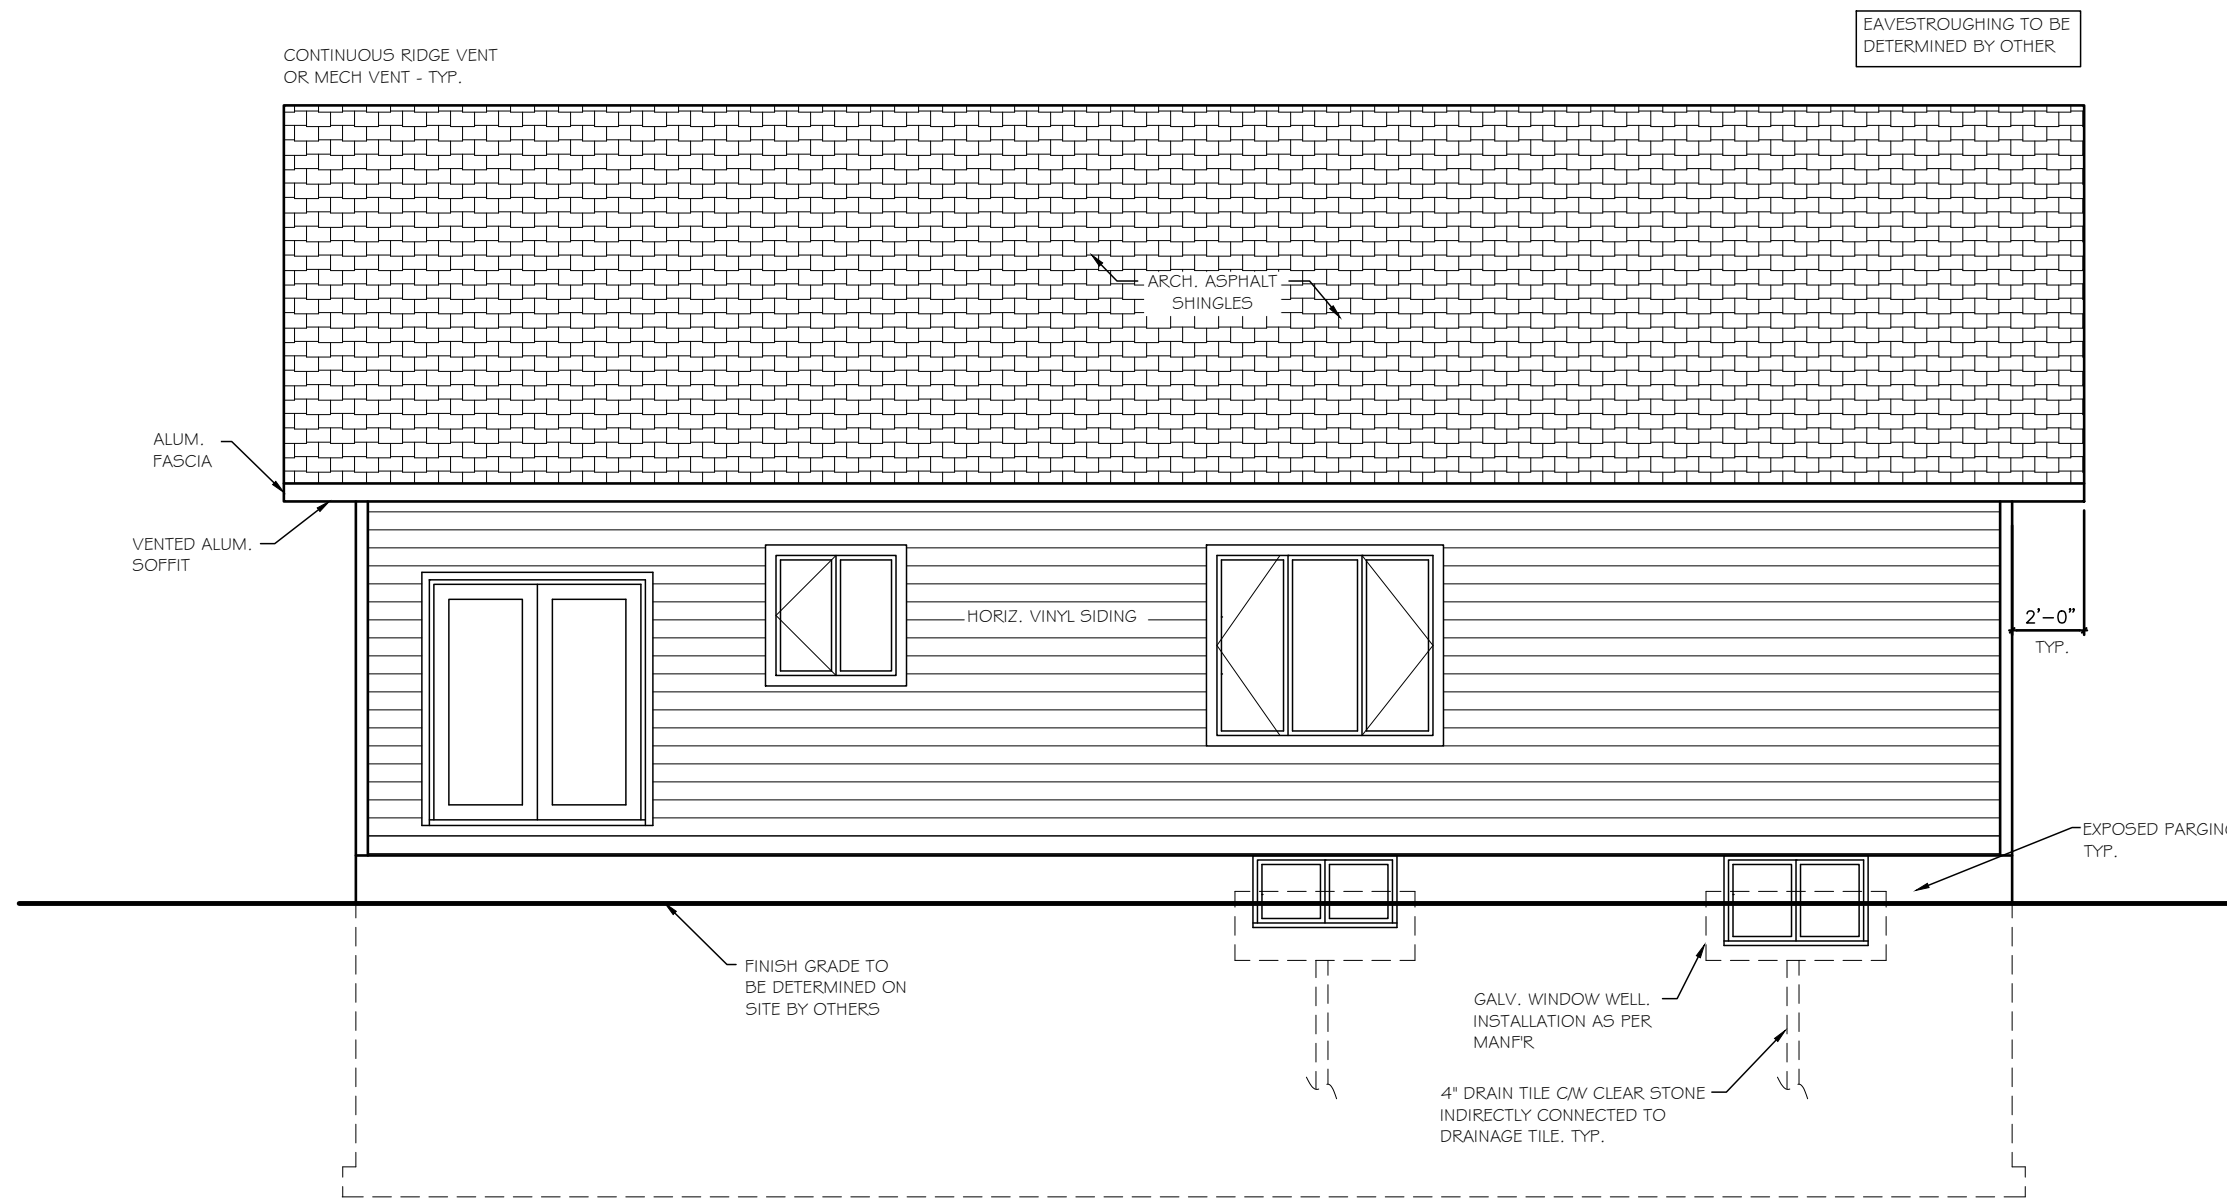 EAVESTROUGHING TO BE
DETERMINED BY OTHER
CONTINUOUS RIDGE VENT
OR MECH VENT - TYP.
ARCH. ASPHALT
SHINGLES
ALUM.
FASCIA
VENTED ALUM.
SOFFIT
HORIZ. VINYL SIDING
2'-0"
TYP.
EXPOSED PARGING
TYP.
FINISH GRADE TO
BE DETERMINED ON
SITE BY OTHERS
GALV. WINDOW WELL.
INSTALLATION AS PER
MANF'R
4" DRAIN TILE C/W CLEAR STONE
INDIRECTLY CONNECTED TO
DRAINAGE TILE. TYP.